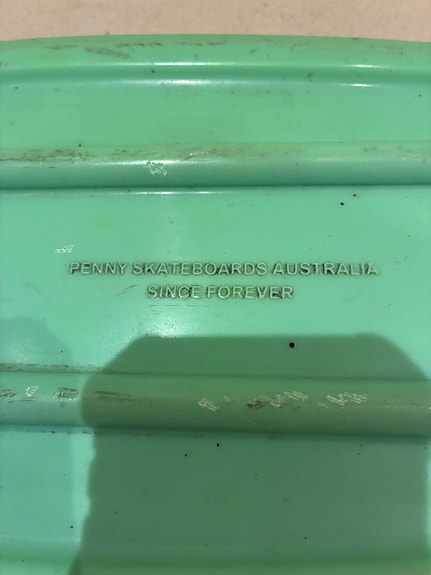 PENNY SKATEBOARDS AUSTRALIA
SINCE FOREVER